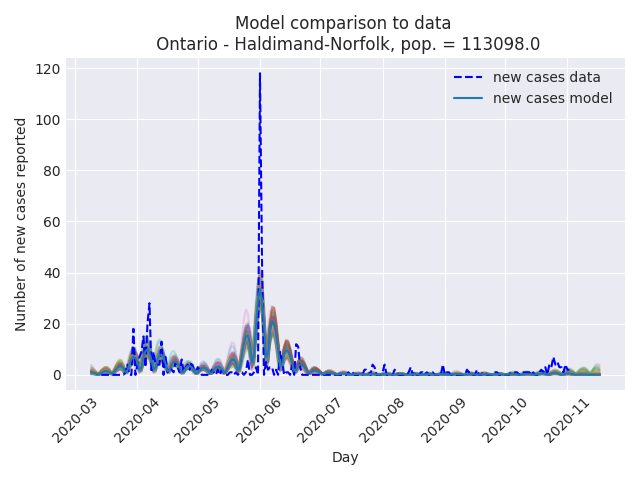 Model comparison to data
Ontario - Haldimand-Norfolk, pop. = 113098.0
120
100
80
60
40
20
0
Number of new cases reported
new cases data
new cases model
2020-03
2020-04
2020-05
2020-06
2020-07
2020-08
2020-09
2020-10
2020-11
Day